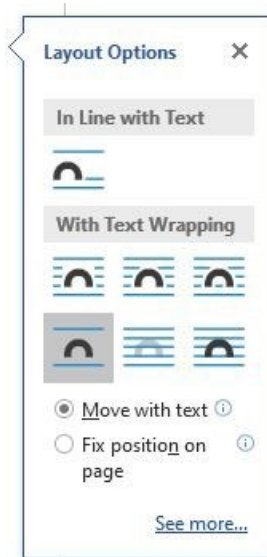 Layout Options
In Line with Text
With Text Wrapping
Move with text
Fix position on
page
See more...